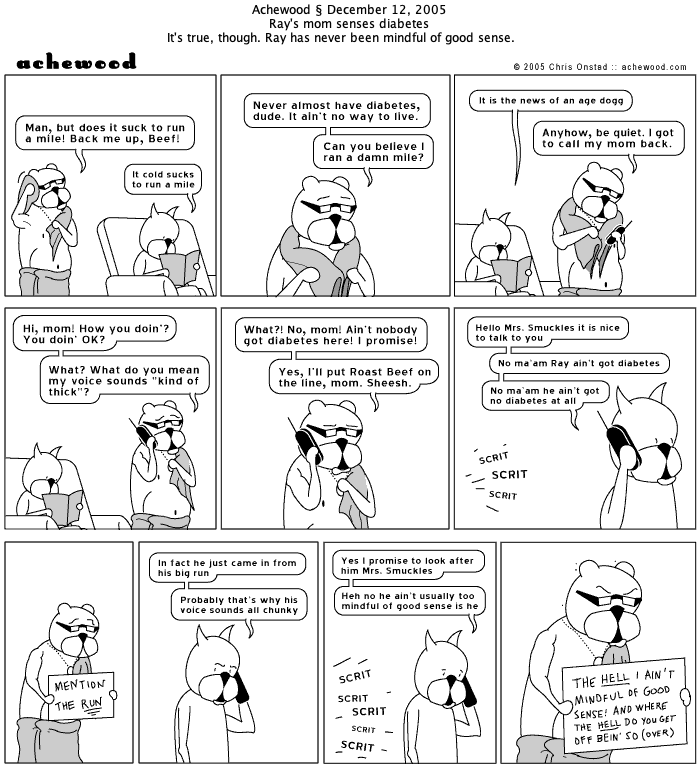 Achewood § December 12, 2005
Ray's mom senses diabetes
It's true, though. Ray has never been mindful of good sense.
achewood
© 2005 Chris Onstad :: achewood.com
Man, but does it suck to run
a mile! Back me up, Beef!
It cold sucks
to run a mile
Never almost have diabetes,
dude. It ain't no way to live.
Can you believe I
ran a damn mile?
It is the news of an age dogg
Anyhow, be quiet. I got
to call my mom back.
Hi, mom! How you doin'?
You doin' OK?
What? What do you mean
my voice sounds "kind of
thick"?
What?! No, mom! Ain't nobody
got diabetes here! I promise!
Yes, I'll put Roast Beef on
the line, mom. Sheesh.
Hello Mrs. Smuckles it is nice
to talk to you
No ma'am Ray ain't got diabetes
No ma'am he ain't got
no diabetes at all
SCRIT
SCRIT
SCRIT
MENTION
THE RUN
In fact he just came in from
his big run
Probably that's why his
voice sounds all chunky
Yes I promise to look after
him Mrs. Smuckles
Heh no he ain't usually too
mindful of good sense is he
SCRIT
SCRIT
SCRIT
SCRIT
SCRIT
THE HELL I AIN'T
MINDFUL OF GOOD
SENSE! AND WHERE
THE HELL DO YOU GET
OFF BEIN' SO (OVER)